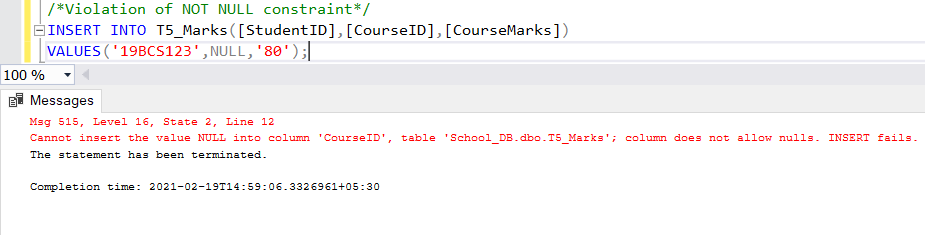 /*Violation of NOT NULL constraint*/
INSERT INTO T5_Marks([StudentID],[CourseID],[CourseMarks])
VALUES('19BCS123',NULL,'80');
100 %
Messages
Msg 515, Level 16, State 2, Line 12
Cannot insert the value NULL into column 'CourseID', table 'School_DB.dbo.T5_Marks'; column does not allow nulls. INSERT fails.
The statement has been terminated.
Completion time: 2021-02-19T14:59:06.3326961+05:30